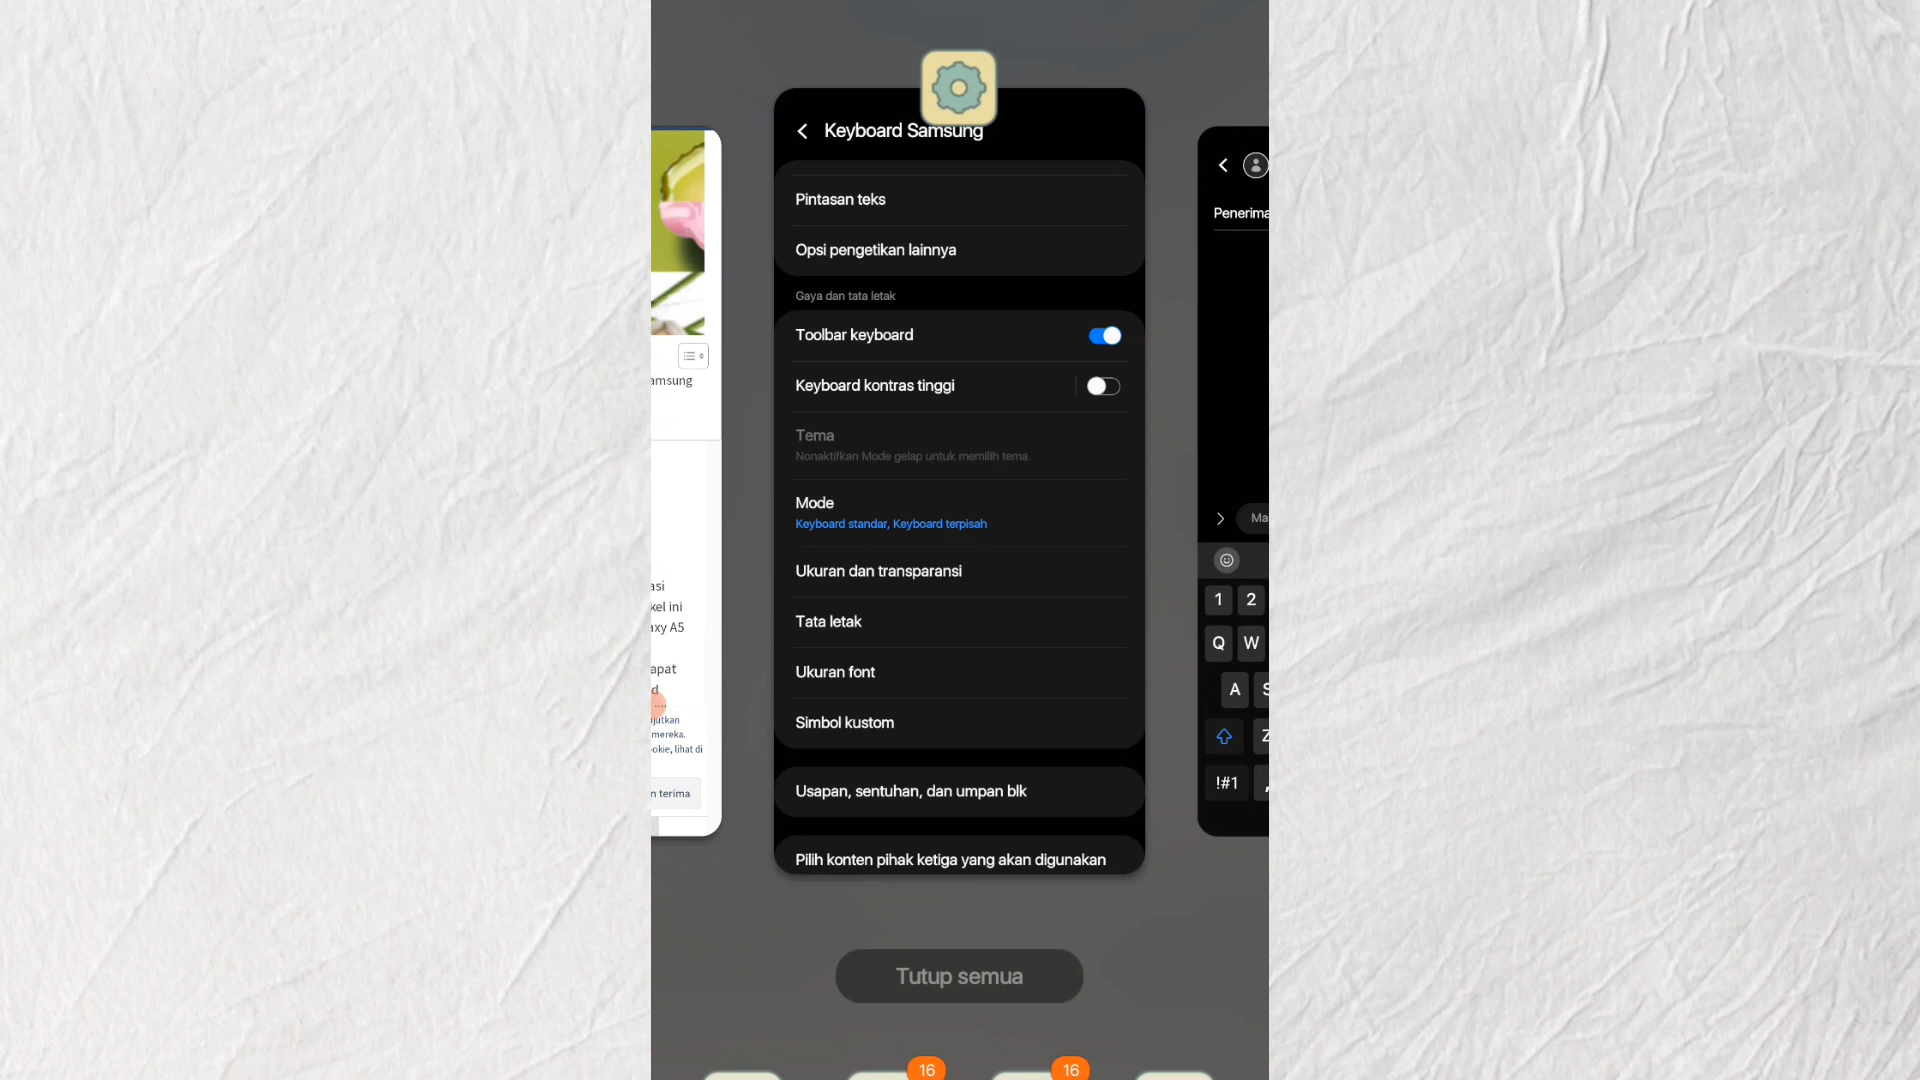 Keyboard Samsung
Pintasan teks
Opsi pengetikan lainnya
Gaya dan tata letak
Toolbar keyboard
Keyboard kontras tinggi
Tema
Nonaktifkan Mode gelap untuk memilih tema.
Mode
Keyboard standar, Keyboard terpisah
Ukuran dan transparansi
Tata letak
Ukuran font
Simbol kustom
Usapan, sentuhan, dan umpan blk
Pilih konten pihak ketiga yang akan digunakan
amsung
asi
kel ini
axy A5
apat
d
jutkan
mereka.
okie, lihat di
n terima
Penerima
Ma
1 2
Q W
A S
Z
!#1 ,
Tutup semua
16 16